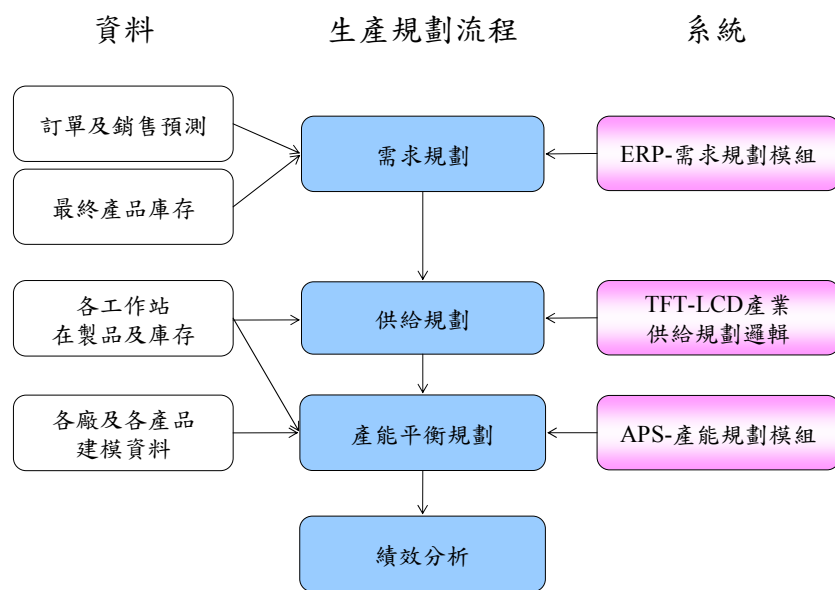 資料
生產規劃流程
系統
訂單及銷售預測
最終產品庫存
需求規劃
ERP-需求規劃模組
各工作站
在製品及庫存
供給規劃
TFT-LCD產業
供給規劃邏輯
各廠及各產品
建模資料
產能平衡規劃
APS-產能規劃模組
績效分析